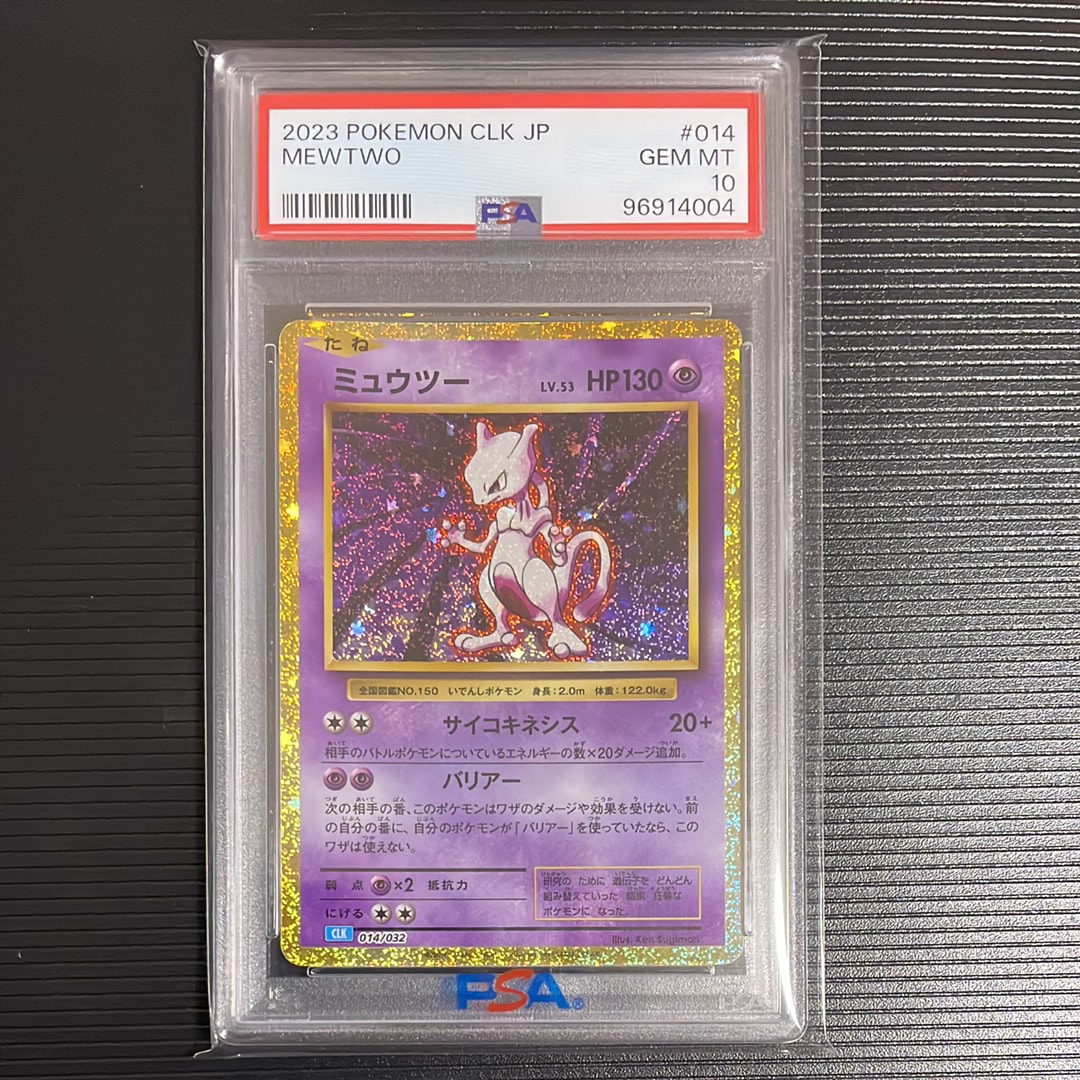 2023 POKEMON CLK JP #014
MEWTWO GEM MT
10
PSA 96914004
たね
ミュウツー LV.53 HP130
全国図鑑NO.150 いでんしポケモン 身長:2.0m 体重:122.0kg
サイコキネシス 20+
相手のバトルポケモンについているエネルギーの数×20ダメージ追加。
バリアー
次の相手の番、このポケモンはワザのダメージや効果を受けない。前
の自分の番に、自分のポケモンが「バリアー」を使っていたなら、この
ワザは使えない。
弱点 ×2 抵抗力
にげる
研究の ために 遺伝子を どんどん
組み替えていった 結果 狂暴な
ポケモンに なった。
CLK 014/032
Illus. Ken Sugimori
PSA®